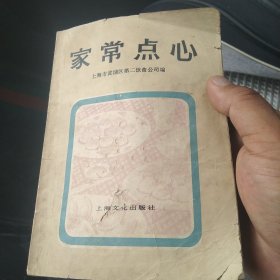 家常点心
上海市黄浦区第二饮食公司编
上海文化出版社